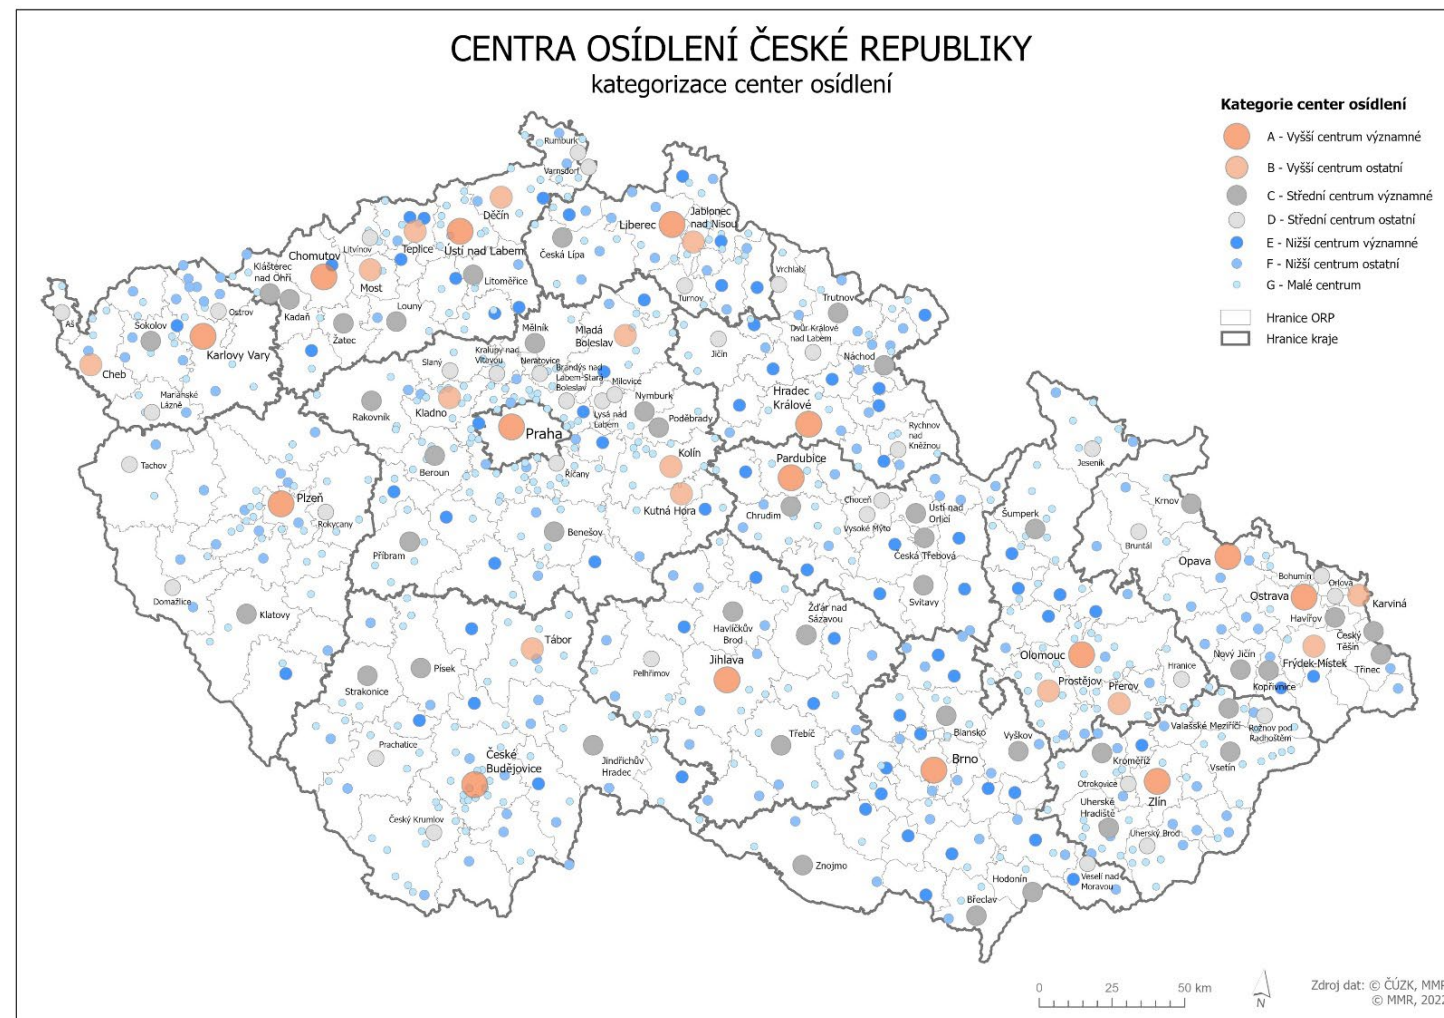 CENTRA OSÍDLENÍ ČESKÉ REPUBLIKY
kategorizace center osídlení
Kategorie center osídlení
A - Vyšší centrum významné
B - Vyšší centrum ostatní
C - Střední centrum významné
D - Střední centrum ostatní
E - Nižší centrum významné
F - Nižší centrum ostatní
G - Malé centrum
Hranice ORP
Hranice kraje
Rumburk
Varnsdorf
Děčín
Liberec
Jablonec
nad Nisou
Litvínov
Teplice
Ústí nad Labem
Česká Lípa
Chomutov
Klášterec
nad Ohří
Most
Litoměřice
Turnov
Vrchlabí
Trutnov
Kadaň
Louny
Žatec
Aš
Sokolov
Ostrov
Karlovy Vary
Cheb
Mariánské
Lázně
Mělník
Mladá
Boleslav
Jičín
Dvůr Králové
nad Labem
Náchod
Slaný
Kralupy nad
Vltavou
Neratovice
Brandýs nad
Labem-Stará
Boleslav
Milovice
Lysá nad
Labem
Nymburk
Poděbrady
Hradec
Králové
Rakovník
Kladno
Praha
Rychnov
nad
Kněžnou
Beroun
Říčany
Kolín
Kutná Hora
Pardubice
Chrudim
Choceň
Vysoké Mýto
Ústí nad
Orlicí
Česká Třebová
Svitavy
Jeseník
Šumperk
Krnov
Bruntál
Tachov
Plzeň
Rokycany
Příbram
Benešov
Domažlice
Klatovy
Opava
Bohumín
Orlová
Ostrava
Karviná
Havířov
Český
Těšín
Třinec
Frýdek-Místek
Nový Jičín
Kopřivnice
Havlíčkův
Brod
Žďár nad
Sázavou
Tábor
Písek
Strakonice
Pelhřimov
Jihlava
Olomouc
Prostějov
Přerov
Hranice
Valašské Meziříčí
Rožnov pod
Radhoštěm
Vsetín
Prachatice
České
Budějovice
Jindřichův
Hradec
Třebíč
Blansko
Vyškov
Brno
Kroměříž
Otrokovice
Zlín
Uherské
Hradiště
Uherský Brod
Český Krumlov
Znojmo
Hodonín
Veselí nad
Moravou
Břeclav
0 25 50 km
N
Zdroj dat: © ČÚZK, MMR
© MMR, 2022